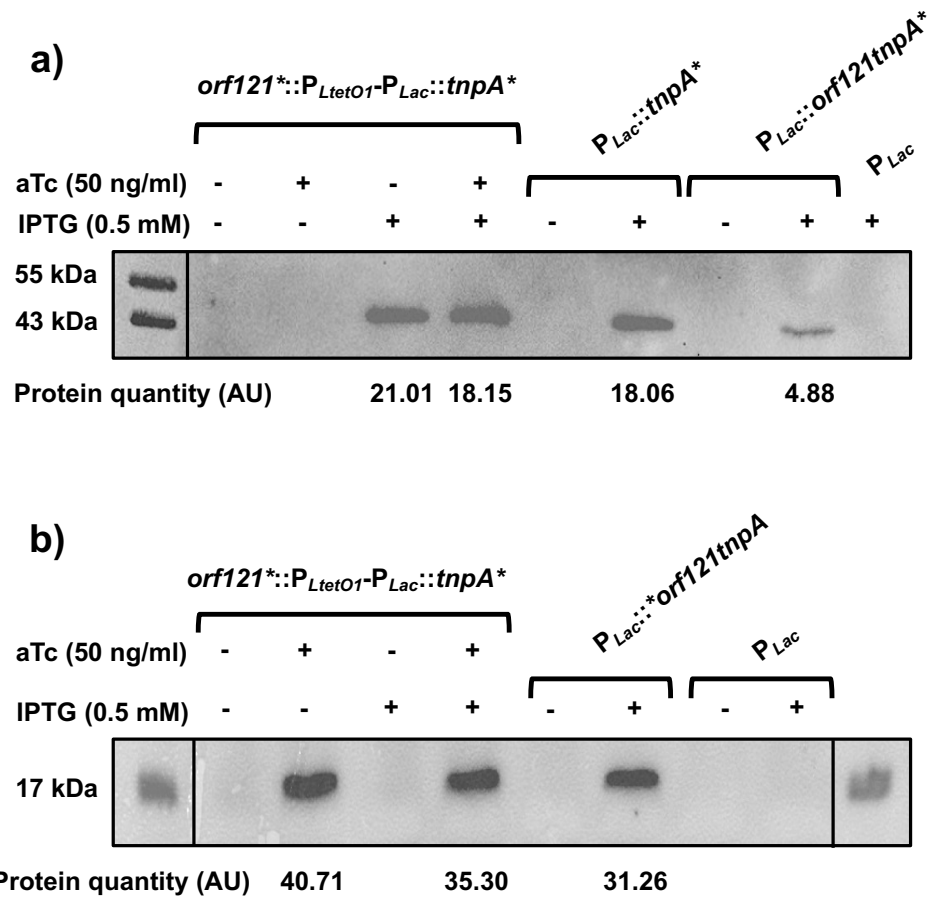 a)
orf121*::PLtetO1-PLac::tnpA*
PLac::tnpA*
PLac::orf121tnpA*
PLac
aTc (50 ng/ml) - + - +
IPTG (0.5 mM) - - + + - + - + +
55 kDa
43 kDa
Protein quantity (AU) 21.01 18.15 18.06 4.88
b)
orf121*::PLtetO1-PLac::tnpA*
PLac::*orf121tnpA
PLac
aTc (50 ng/ml) - + - +
IPTG (0.5 mM) - - + + - + - +
17 kDa
Protein quantity (AU) 40.71 35.30 31.26